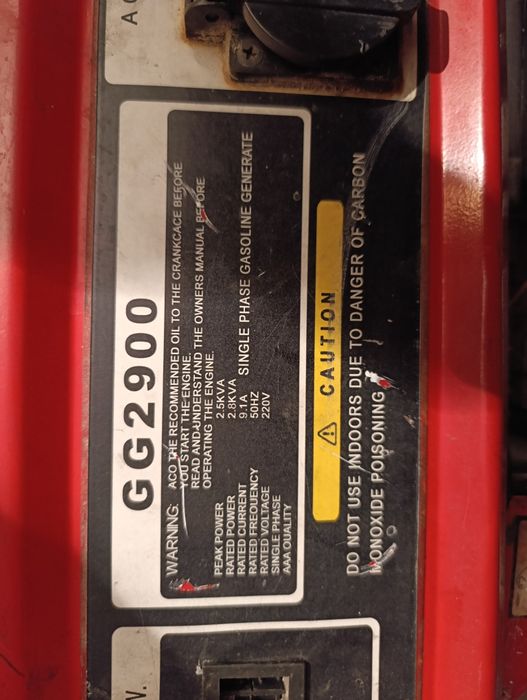 A C
GG2900
WARNING: ACO THE RECOMMENDED OIL TO THE CRANKCACE BEFORE
YOU START THE ENGINE.
READ AND UNDERSTAND THE OWNERS MANUAL BEFORE
OPERATING THE ENGINE.
PEAK POWER 2.5KVA
RATED POWER 2.8KVA
RATED CURRENT 9.1A SINGLE PHASE GASOLINE GENERATE
RATED FREQUENCY 50HZ
RATED VOLTAGE 220V
SINGLE PHASE
AAA QUALITY
⚠ CAUTION
DO NOT USE INDOORS DUE TO DANGER OF CARBON
MONOXIDE POISONING
V.